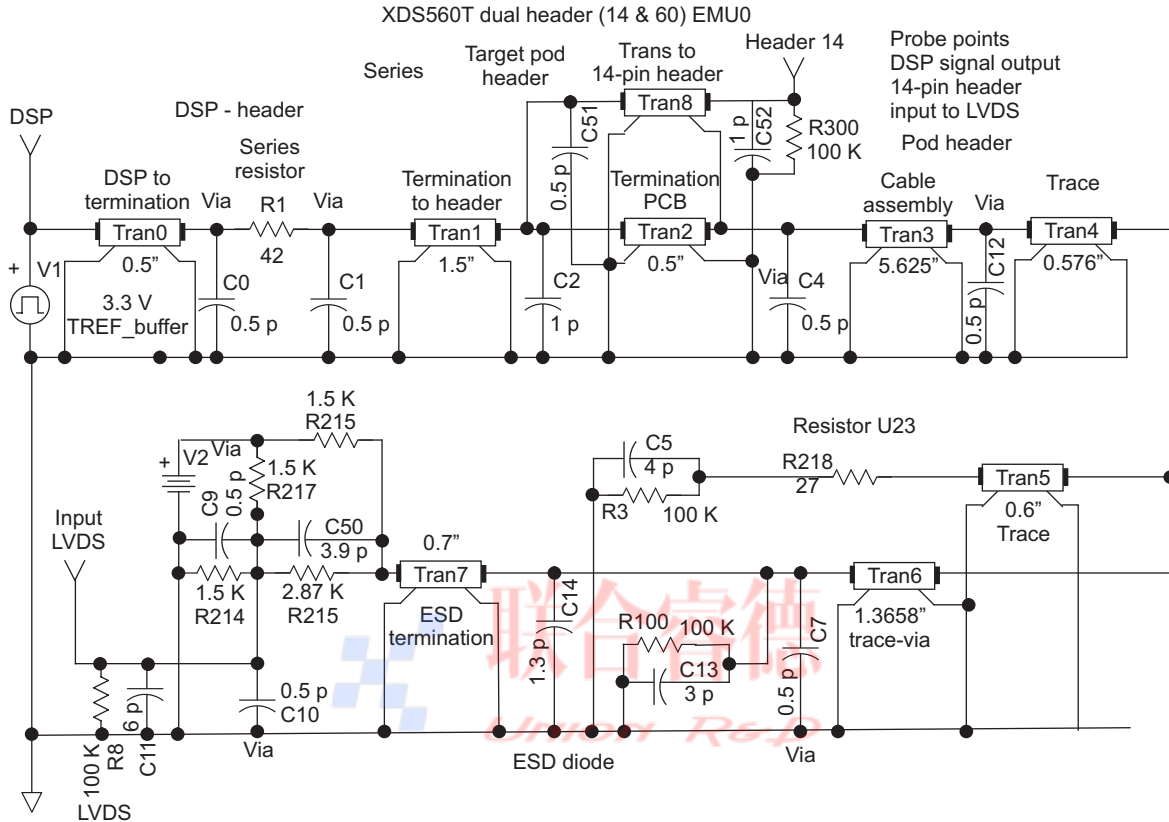 XDS560T dual header (14 & 60) EMU0
Series
Target pod
header
Trans to
14-pin header
Header 14
Probe points
DSP signal output
14-pin header
input to LVDS
Pod header
DSP
DSP - header
Series
resistor
Tran8
C51
0.5 p
1 p
C52
R300
100 K
DSP to
termination
Via
R1
Via
Termination
to header
Termination
PCB
Cable
assembly
Via
Trace
Tran0
42
Tran1
Tran2
Tran3
Tran4
+
V1
0.5”
1.5”
0.5”
5.625”
0.576”
3.3 V
TREF_buffer
C0
0.5 p
C1
0.5 p
C2
1 p
Via
C4
0.5 p
C12
0.5 p
1.5 K
R215
+
V2
Via
1.5 K
R217
C9
0.5 p
C50
3.9 p
1.5 K
R214
2.87 K
R215
Input
LVDS
0.7”
Tran7
ESD
termination
C14
1.3 p
C5
4 p
R3
100 K
Resistor U23
R218
27
Tran5
0.6”
Trace
Tran6
1.3658”
trace-via
R100
100 K
C13
3 p
C7
0.5 p
联合睿德
Union R&D
0.5 p
C10
Via
100 K
R8
6 p
C11
LVDS
ESD diode
Via